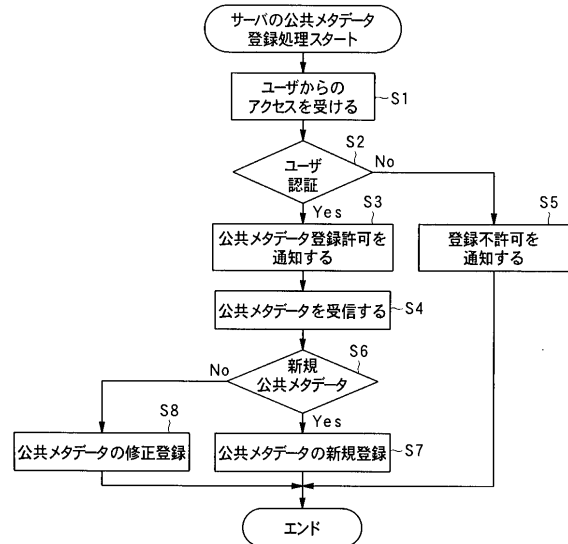 サーバの公共メタデータ
登録処理スタート
ユーザからの
アクセスを受ける
S1
S2
ユーザ
認証
No
Yes
S3
公共メタデータ登録許可を
通知する
S5
登録不許可を
通知する
公共メタデータを受信する
S4
S6
新規
公共メタデータ
No
Yes
S8
公共メタデータの修正登録
公共メタデータの新規登録
S7
エンド